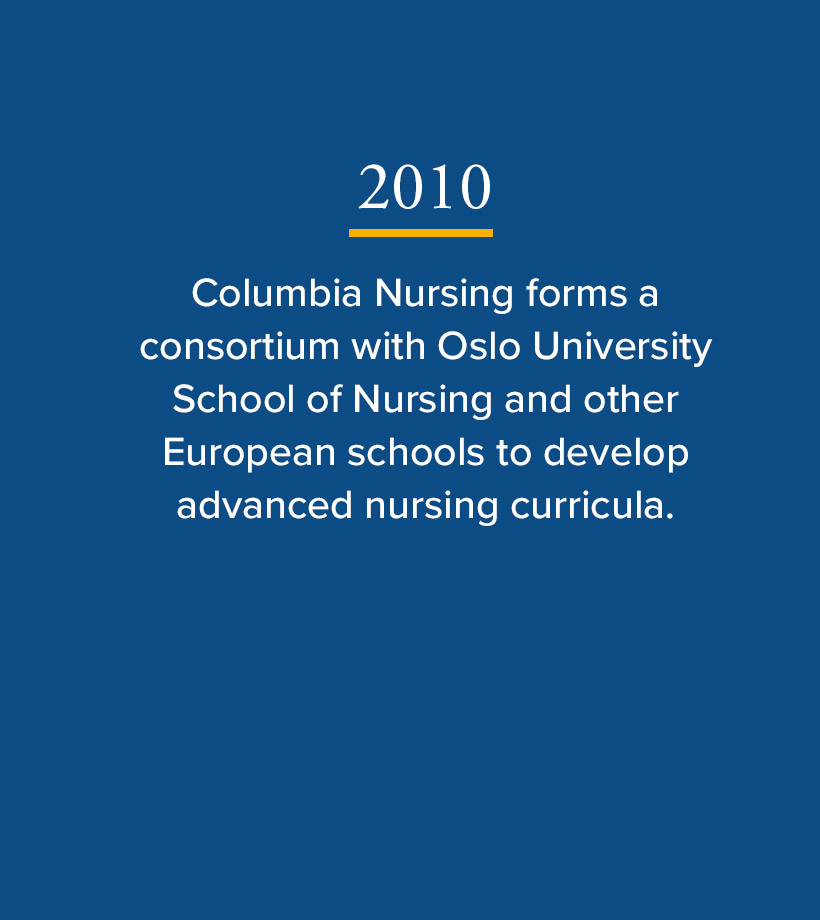 2010
Columbia Nursing forms a
consortium with Oslo University
School of Nursing and other
European schools to develop
advanced nursing curricula.